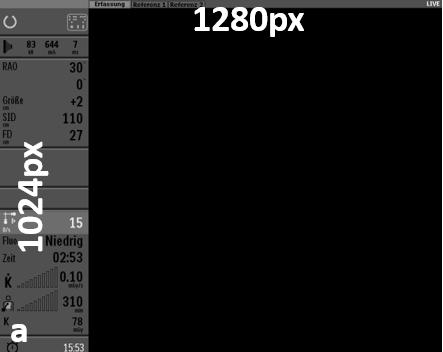 Erfassung Referenz 1 Referenz 2 LIVE
1280px
83 644 7
kV mA ms
RAO 30
0°
Größe +2
cm
SID 110
cm
FD 27
cm
1024px
15
B/s
Fluo Niedrig
Zeit 02:53
K 0.10
mGy/s
310
min
K 78
mGy
a
15:53